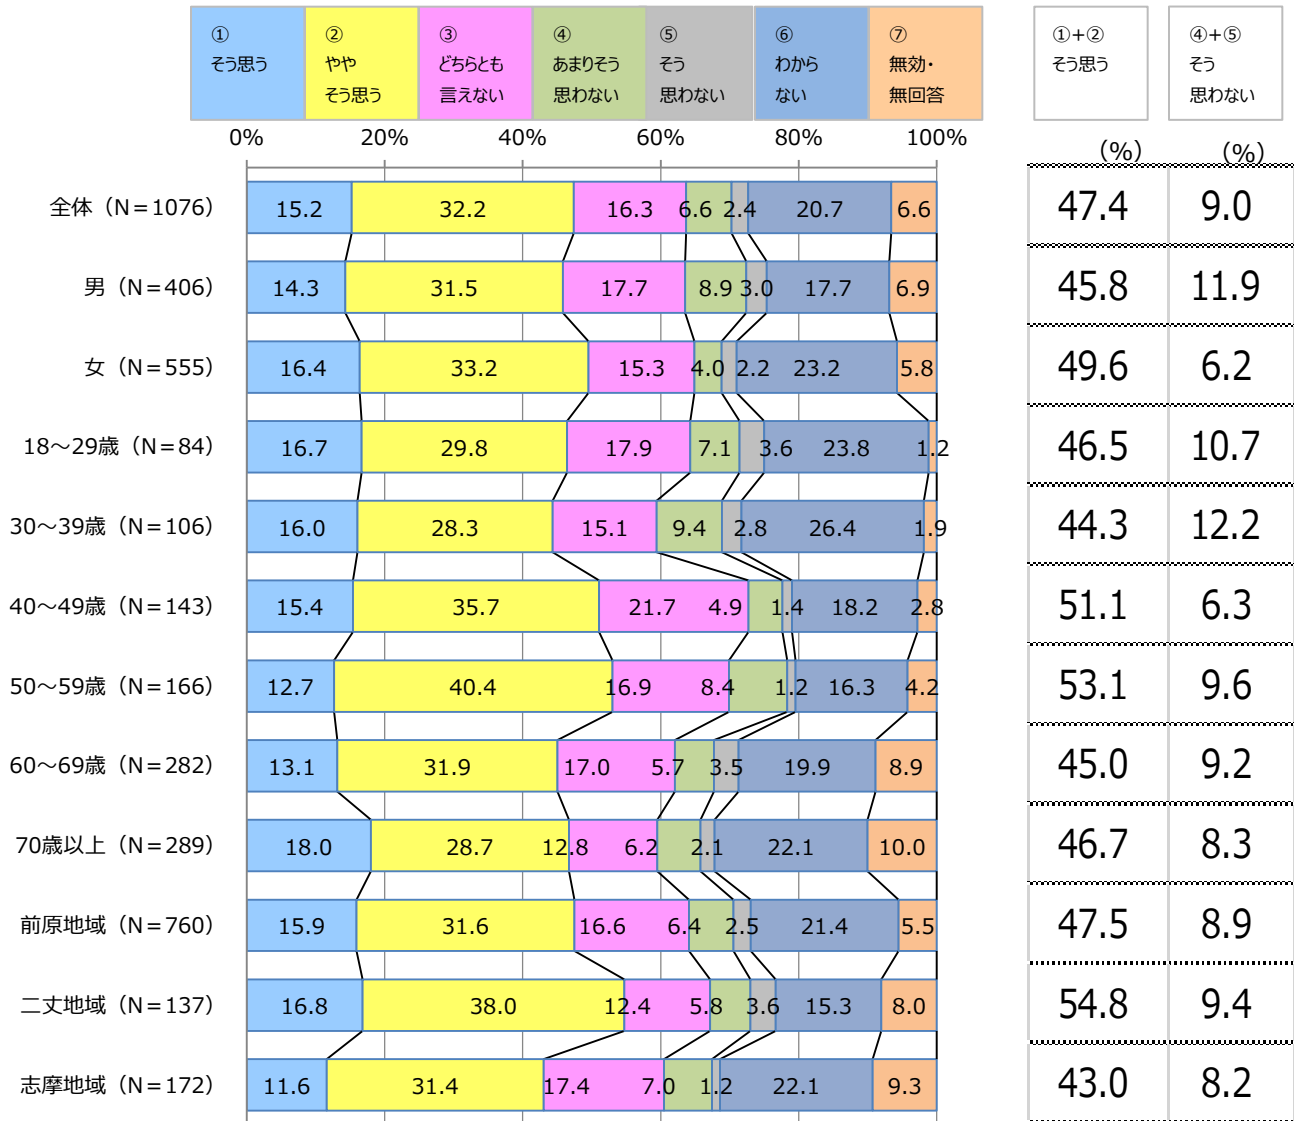 ① そう思う
② やや そう思う
③ どちらとも 言えない
④ あまりそう 思わない
⑤ そう 思わない
⑥ わから ない
⑦ 無効・ 無回答
①+② そう思う
④+⑤ そう 思わない
0% 20% 40% 60% 80% 100%
(%) (%)
全体（N＝1076） 15.2 32.2 16.3 6.6 2.4 20.7 6.6 47.4 9.0
男（N＝406） 14.3 31.5 17.7 8.9 3.0 17.7 6.9 45.8 11.9
女（N＝555） 16.4 33.2 15.3 4.0 2.2 23.2 5.8 49.6 6.2
18～29歳（N＝84） 16.7 29.8 17.9 7.1 3.6 23.8 1.2 46.5 10.7
30～39歳（N＝106） 16.0 28.3 15.1 9.4 2.8 26.4 1.9 44.3 12.2
40～49歳（N＝143） 15.4 35.7 21.7 4.9 1.4 18.2 2.8 51.1 6.3
50～59歳（N＝166） 12.7 40.4 16.9 8.4 1.2 16.3 4.2 53.1 9.6
60～69歳（N＝282） 13.1 31.9 17.0 5.7 3.5 19.9 8.9 45.0 9.2
70歳以上（N＝289） 18.0 28.7 12.8 6.2 2.1 22.1 10.0 46.7 8.3
前原地域（N＝760） 15.9 31.6 16.6 6.4 2.5 21.4 5.5 47.5 8.9
二丈地域（N＝137） 16.8 38.0 12.4 5.8 3.6 15.3 8.0 54.8 9.4
志摩地域（N＝172） 11.6 31.4 17.4 7.0 1.2 22.1 9.3 43.0 8.2